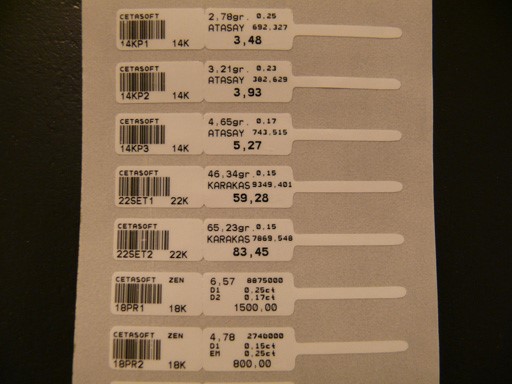 CETASOFT
14KP1 14K
2.78gr. 0.25
ATASAY 692.327
3,48
CETASOFT
14KP2 14K
3.21gr. 0.23
ATASAY 382.629
3,93
CETASOFT
14KP3 14K
4.65gr. 0.17
ATASAY 743.515
5,27
CETASOFT
22SET1 22K
46.34gr. 0.15
KARAKAS 9349.401
59,28
CETASOFT
22SET2 22K
65.23gr. 0.15
KARAKAS 7869.548
83,45
CETASOFT ZEN
18PR1 18K
6,57 8875000
D1 0.25ct
D2 0.17ct
1500.00
CETASOFT ZEN
18PR2 18K
4,78 2740000
D1 0.15ct
EM 0.25ct
800,00